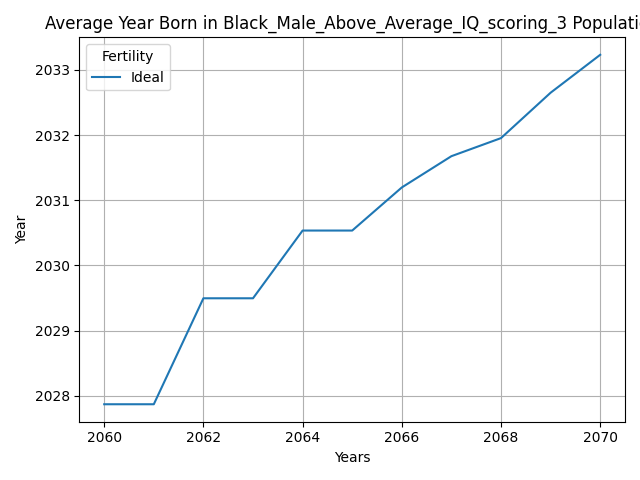 Average Year Born in Black_Male_Above_Average_IQ_scoring_3 Populati
Fertility
Ideal
2033
2032
2031
2030
2029
2028
Year
2060 2062 2064 2066 2068 2070
Years